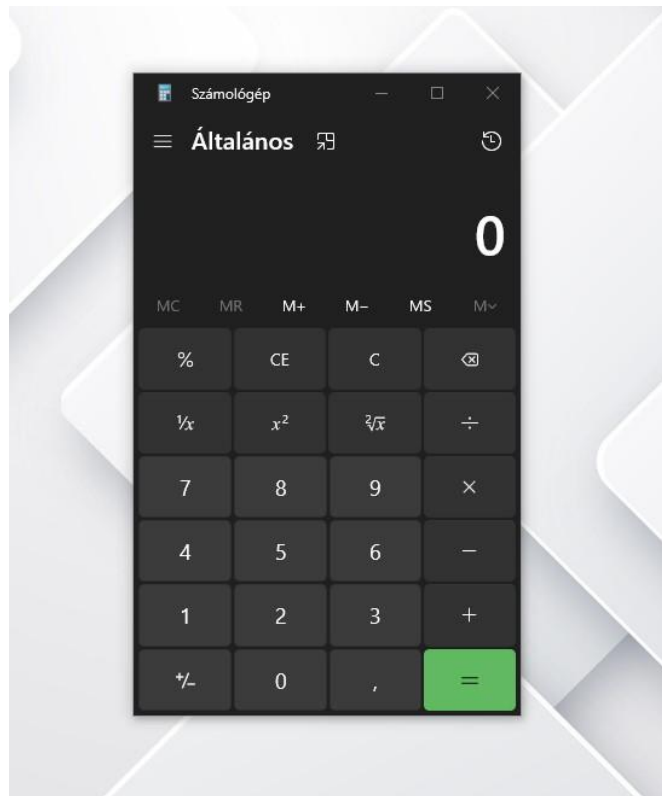 Számológép
Általános
0
MC MR M+ M− MS M
% CE C
¹/x x² ²√x ÷
7 8 9 ×
4 5 6 −
1 2 3 +
+/− 0 , =